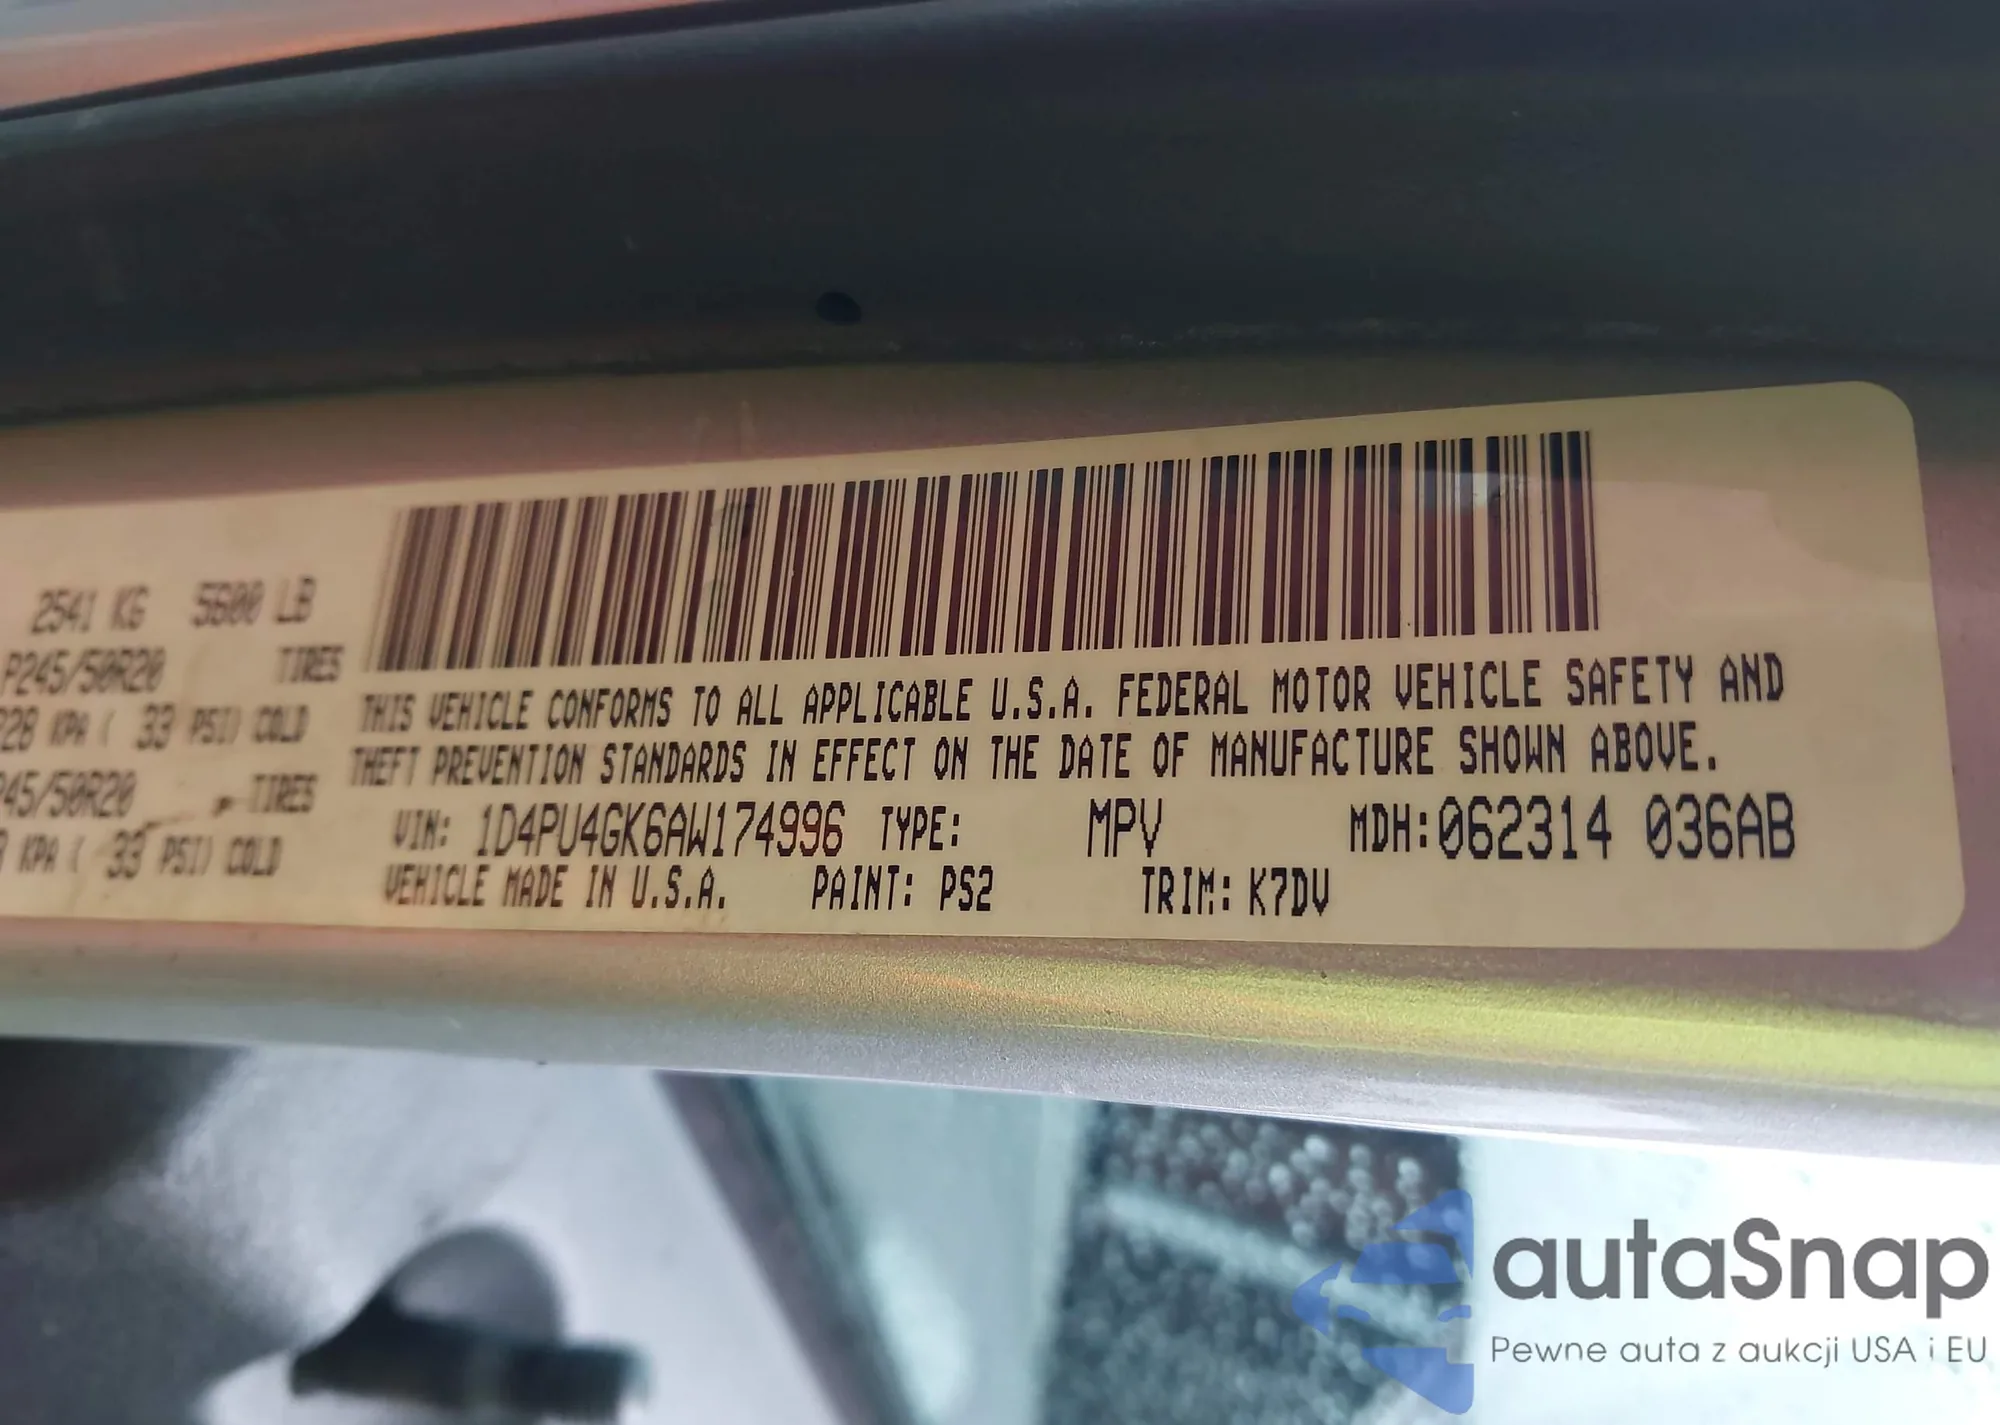 2541 KG 5600 LB
P245/50R20 TIRES
228 KPA ( 33 PSI) COLD
245/50R20 TIRES
KPA ( 33 PSI) COLD
THIS VEHICLE CONFORMS TO ALL APPLICABLE U.S.A. FEDERAL MOTOR VEHICLE SAFETY AND
THEFT PREVENTION STANDARDS IN EFFECT ON THE DATE OF MANUFACTURE SHOWN ABOVE.
VIN: 1D4PU4GK6AW174996 TYPE: MPV MDH:062314 036AB
VEHICLE MADE IN U.S.A. PAINT: PS2 TRIM: K7DV
autaSnap
Pewne auta z aukcji USA i EU